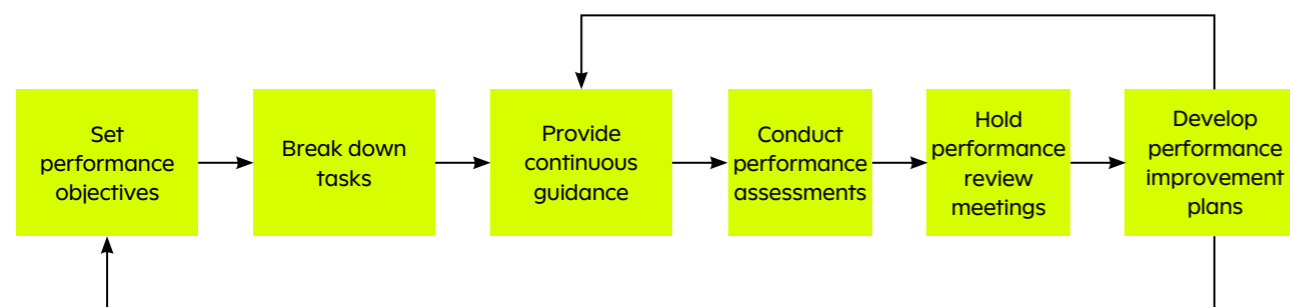 Set
performance
objectives
Break down
tasks
Provide
continuous
guidance
Conduct
performance
assessments
Hold
performance
review
meetings
Develop
performance
improvement
plans